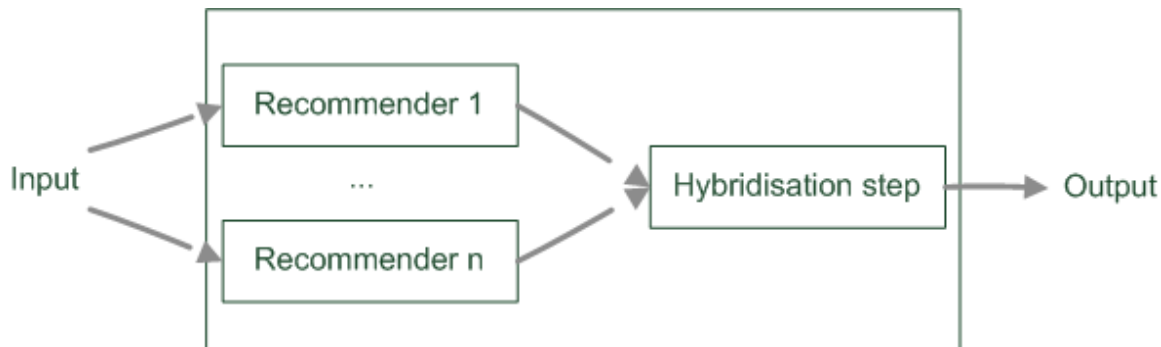 Recommender 1
Input
...
Hybridisation step
Output
Recommender n